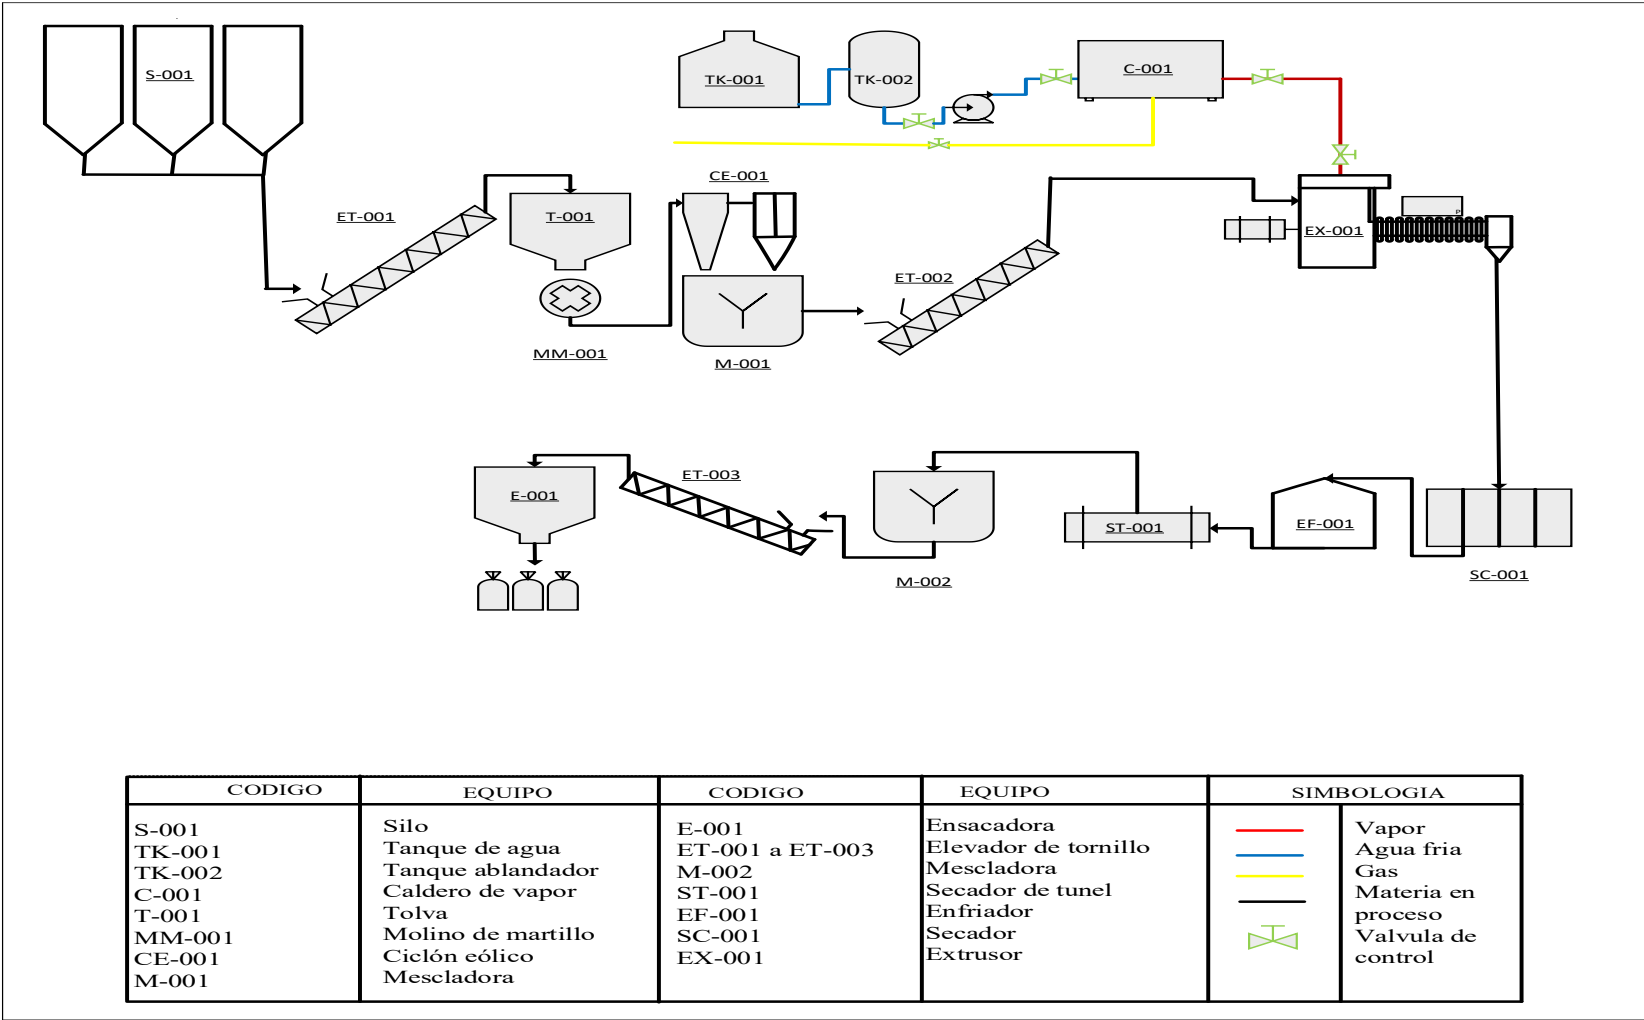 S-001
TK-001
TK-002
C-001
CE-001
ET-001
T-001
EX-001
P
ET-002
MM-001
M-001
ET-003
E-001
ST-001
EF-001
M-002
SC-001
CODIGO
EQUIPO
CODIGO
EQUIPO
SIMBOLOGIA
S-001
TK-001
TK-002
C-001
T-001
MM-001
CE-001
M-001
Silo
Tanque de agua
Tanque ablandador
Caldero de vapor
Tolva
Molino de martillo
Ciclón eólico
Mescladora
E-001
ET-001 a ET-003
M-002
ST-001
EF-001
SC-001
EX-001
Ensacadora
Elevador de tornillo
Mescladora
Secador de tunel
Enfriador
Secador
Extrusor
Vapor
Agua fria
Gas
Materia en
proceso
Valvula de
control